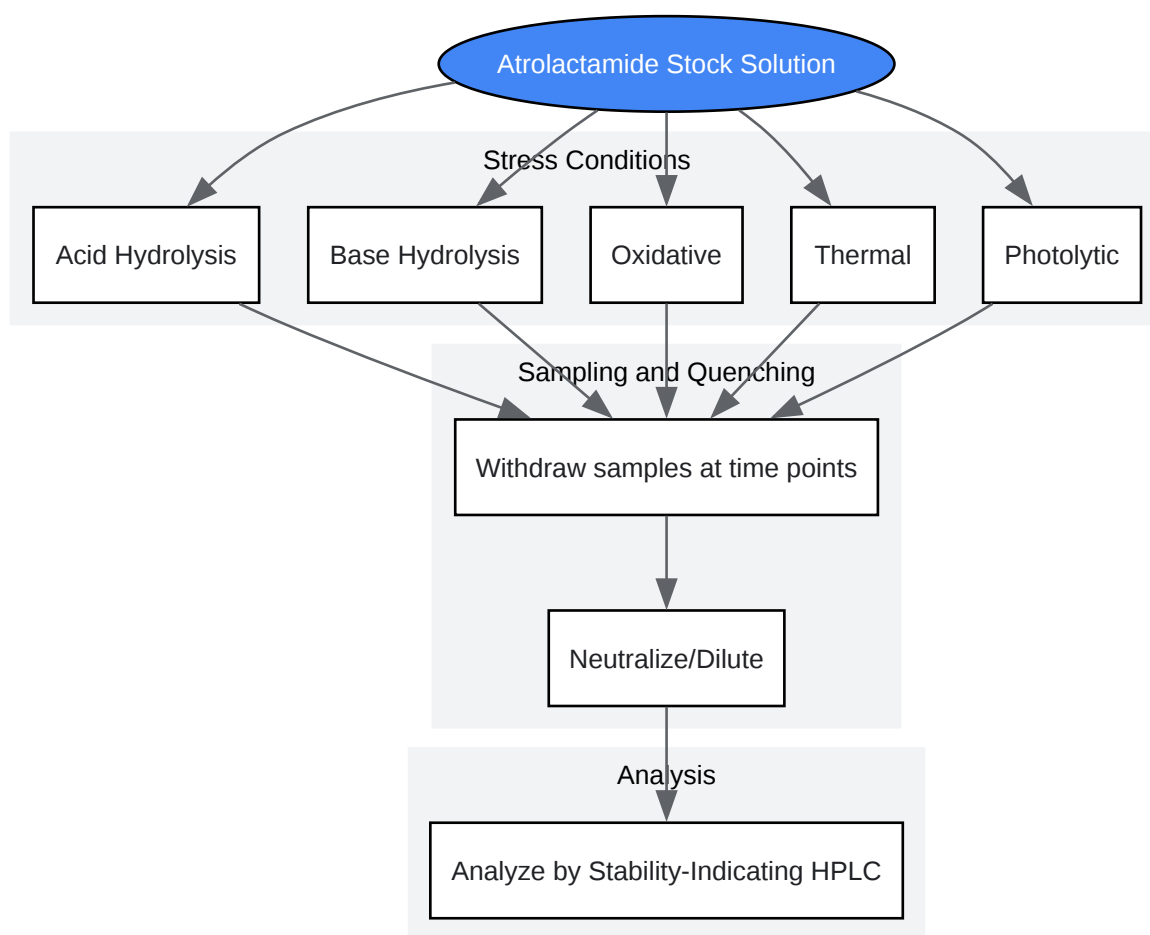 Atrolactamide Stock Solution
Stress Conditions
Acid Hydrolysis
Base Hydrolysis
Oxidative
Thermal
Photolytic
Sampling and Quenching
Withdraw samples at time points
Neutralize/Dilute
Analysis
Analyze by Stability-Indicating HPLC